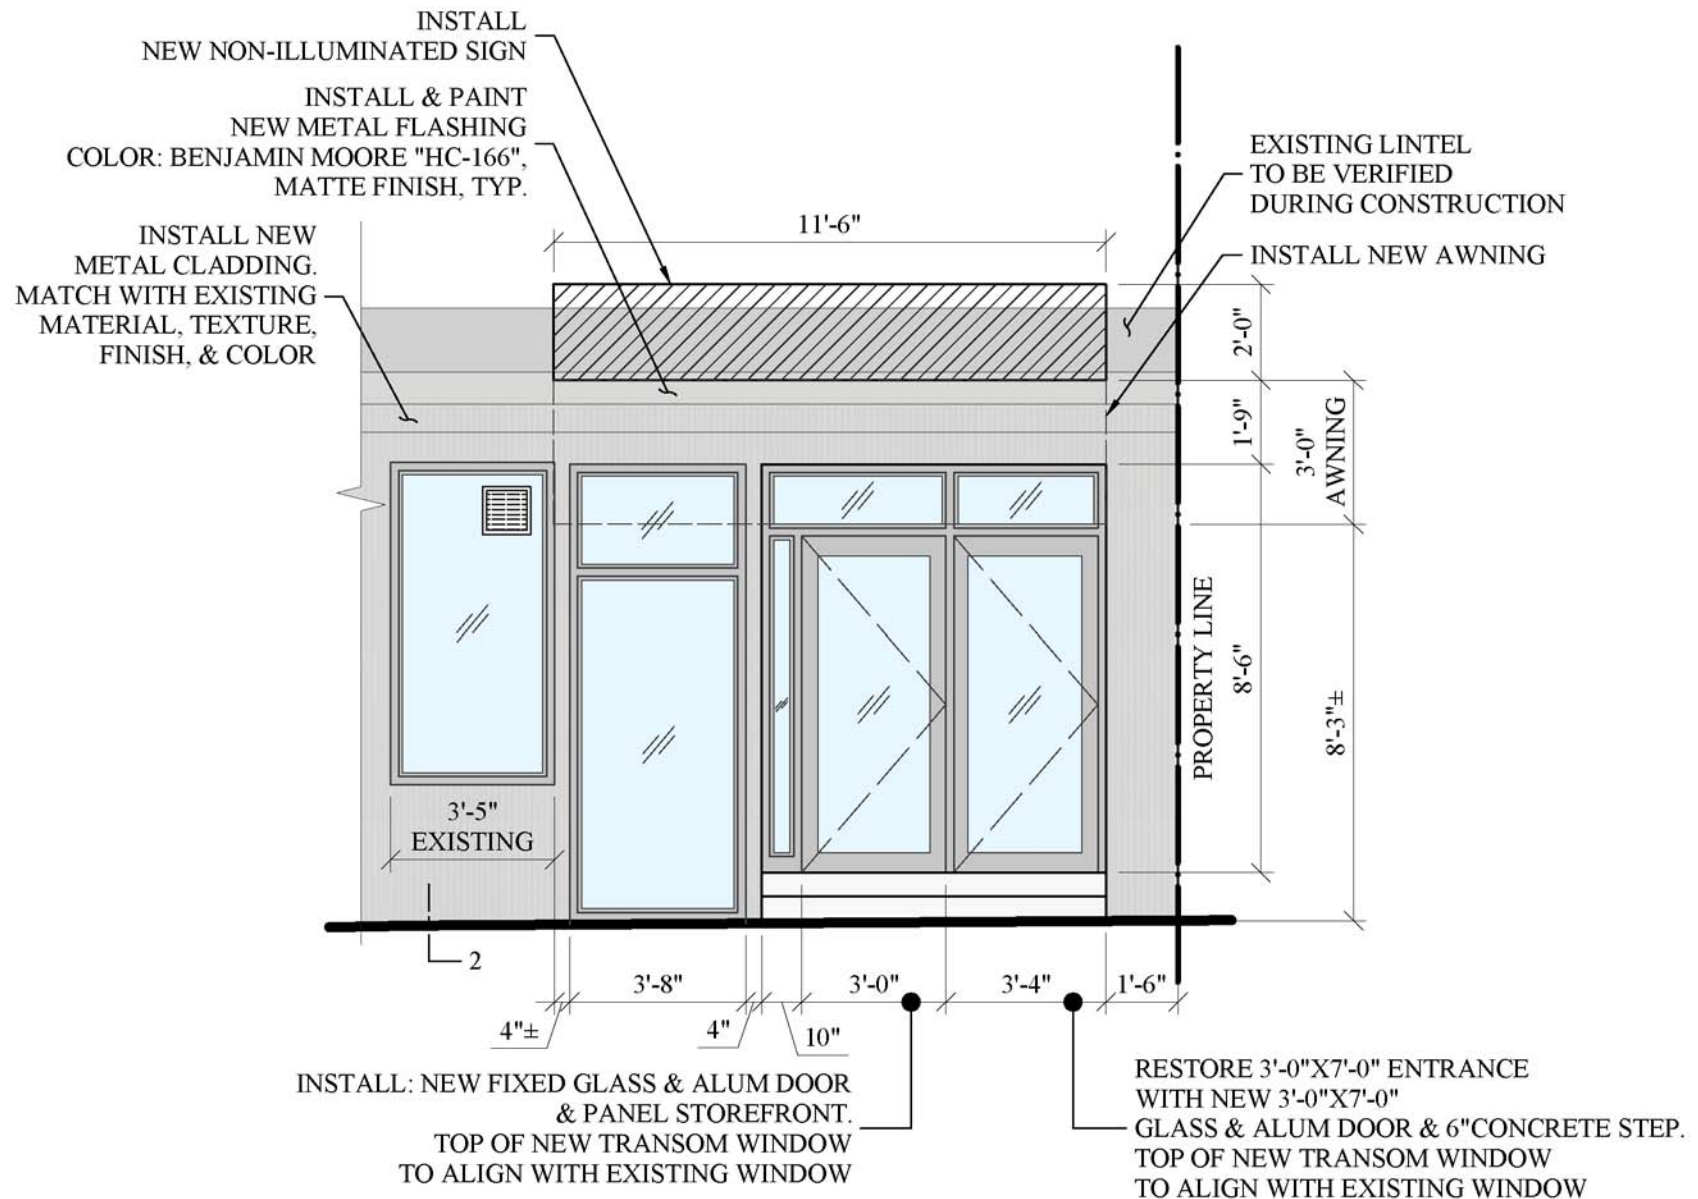 INSTALL
NEW NON-ILLUMINATED SIGN
INSTALL & PAINT
NEW METAL FLASHING
COLOR: BENJAMIN MOORE "HC-166",
MATTE FINISH, TYP.
INSTALL NEW
METAL CLADDING.
MATCH WITH EXISTING
MATERIAL, TEXTURE,
FINISH, & COLOR
11'-6"
EXISTING LINTEL
TO BE VERIFIED
DURING CONSTRUCTION
INSTALL NEW AWNING
2'-0"
1'-9"
3'-0"
AWNING
8'-6"
8'-3"±
PROPERTY LINE
3'-5"
EXISTING
2
3'-8"
3'-0"
3'-4"
1'-6"
4"±
4"
10"
INSTALL: NEW FIXED GLASS & ALUM DOOR
& PANEL STOREFRONT.
TOP OF NEW TRANSOM WINDOW
TO ALIGN WITH EXISTING WINDOW
RESTORE 3'-0"X7'-0" ENTRANCE
WITH NEW 3'-0"X7'-0"
GLASS & ALUM DOOR & 6"CONCRETE STEP.
TOP OF NEW TRANSOM WINDOW
TO ALIGN WITH EXISTING WINDOW